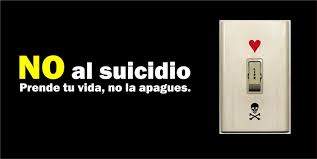 NO al suicidio
Prende tu vida, no la apagues.